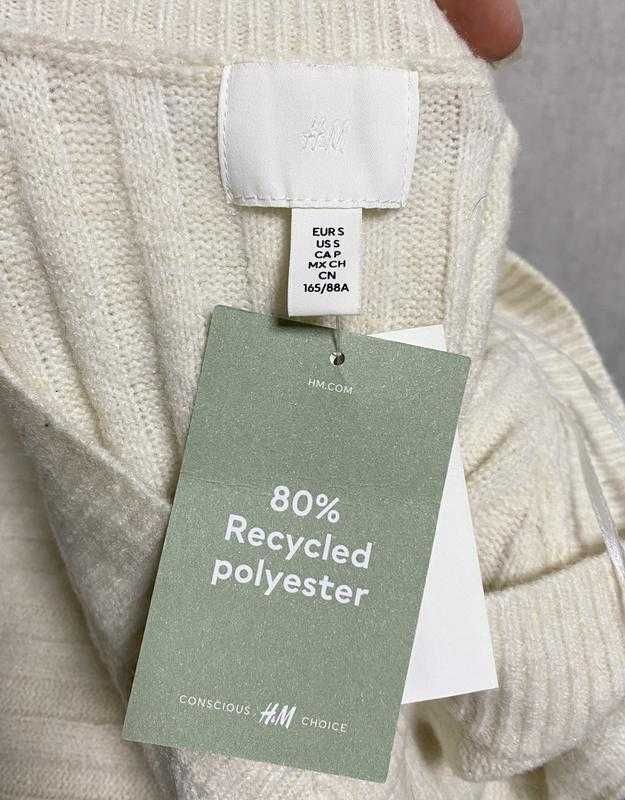 H&M
EUR S
US S
CA P
MX CH
CN
165/88A
HM.COM
80%
Recycled
polyester
CONSCIOUS H&M CHOICE